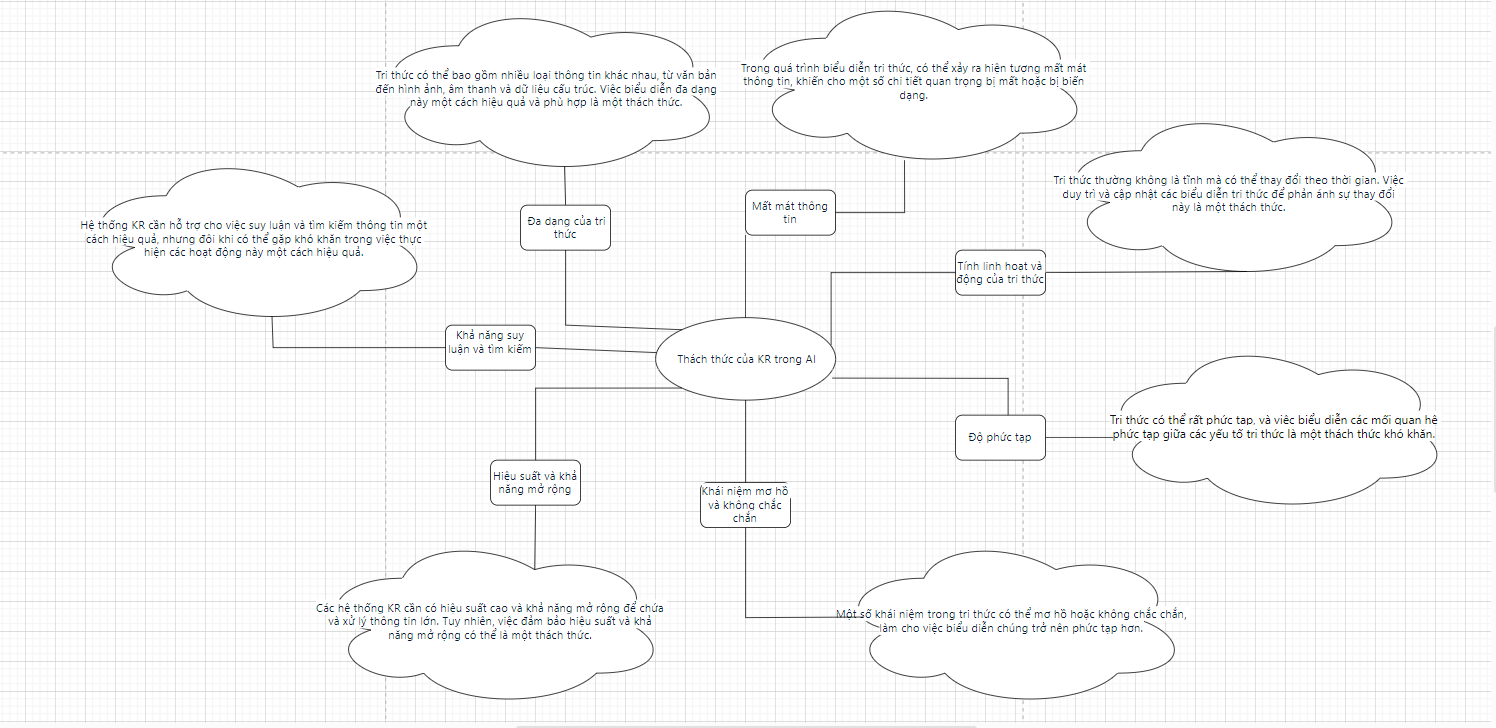 Tri thức có thể bao gồm nhiều loại thông tin khác nhau, từ văn bản
đến hình ảnh, âm thanh và dữ liệu cấu trúc. Việc biểu diễn đa dạng
này một cách hiệu quả và phù hợp là một thách thức.
Trong quá trình biểu diễn tri thức, có thể xảy ra hiện tượng mất mát
thông tin, khiến cho một số chi tiết quan trọng bị mất hoặc bị biến
dạng.
Tri thức thường không là tĩnh mà có thể thay đổi theo thời gian. Việc
duy trì và cập nhật các biểu diễn tri thức để phản ánh sự thay đổi
này là một thách thức.
Hệ thống KR cần hỗ trợ cho việc suy luận và tìm kiếm thông tin một
cách hiệu quả, nhưng đôi khi có thể gặp khó khăn trong việc thực
hiện các hoạt động này một cách hiệu quả.
Đa dạng của tri
thức
Mất mát thông
tin
Tính linh hoạt và
động của tri thức
Khả năng suy
luận và tìm kiếm
Thách thức của KR trong AI
Độ phức tạp
Tri thức có thể rất phức tạp, và việc biểu diễn các mối quan hệ
phức tạp giữa các yếu tố tri thức là một thách thức khó khăn.
Hiệu suất và khả
năng mở rộng
Khái niệm mơ hồ
và không chắc
chắn
Các hệ thống KR cần có hiệu suất cao và khả năng mở rộng để chứa
và xử lý thông tin lớn. Tuy nhiên, việc đảm bảo hiệu suất và khả
năng mở rộng có thể là một thách thức.
Một số khái niệm trong tri thức có thể mơ hồ hoặc không chắc chắn,
làm cho việc biểu diễn chúng trở nên phức tạp hơn.